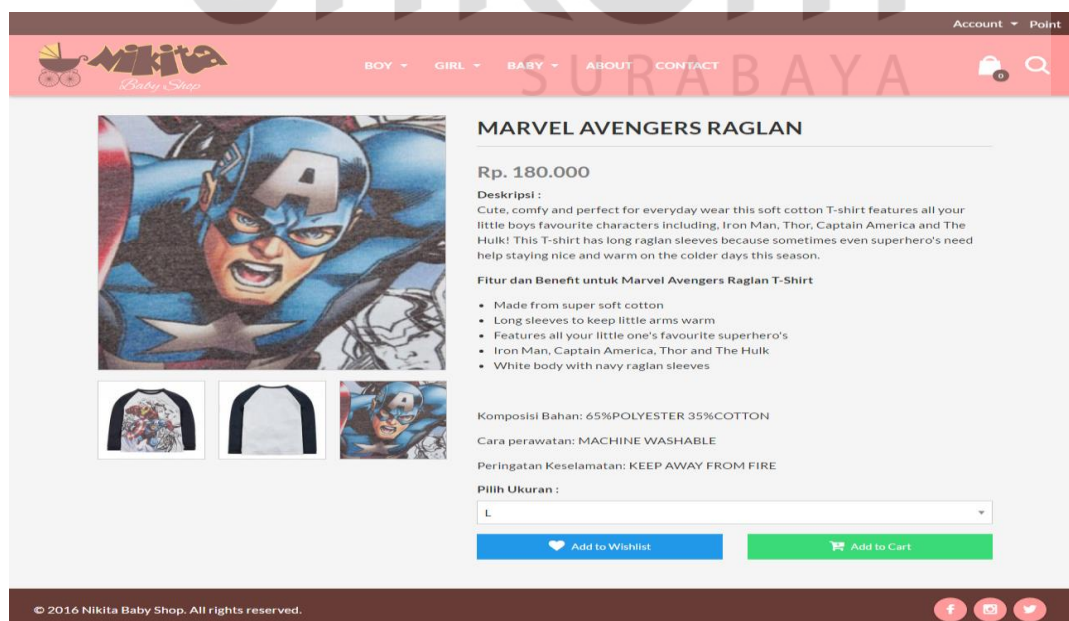 Account Point
Nikita
Baby Shop
BOY GIRL BABY ABOUT CONTACT
0
SURABAYA
MARVEL AVENGERS RAGLAN
Rp. 180.000
Deskripsi :
Cute, comfy and perfect for everyday wear this soft cotton T-shirt features all your
little boys favourite characters including, Iron Man, Thor, Captain America and The
Hulk! This T-shirt has long raglan sleeves because sometimes even superhero's need
help staying nice and warm on the colder days this season.
Fitur dan Benefit untuk Marvel Avengers Raglan T-Shirt
• Made from super soft cotton
• Long sleeves to keep little arms warm
• Features all your little one's favourite superhero's
• Iron Man, Captain America, Thor and The Hulk
• White body with navy raglan sleeves
Komposisi Bahan: 65%POLYESTER 35%COTTON
Cara perawatan: MACHINE WASHABLE
Peringatan Keselamatan: KEEP AWAY FROM FIRE
Pilih Ukuran :
L
Add to Wishlist
Add to Cart
© 2016 Nikita Baby Shop. All rights reserved.